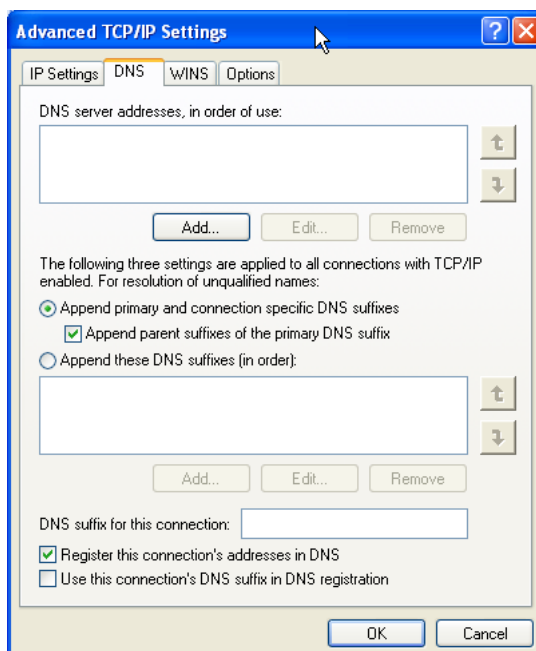 Advanced TCP/IP Settings
IP Settings DNS WINS Options
DNS server addresses, in order of use:
Add... Edit... Remove
The following three settings are applied to all connections with TCP/IP
enabled. For resolution of unqualified names:
Append primary and connection specific DNS suffixes
Append parent suffixes of the primary DNS suffix
Append these DNS suffixes (in order):
Add... Edit... Remove
DNS suffix for this connection:
Register this connection's addresses in DNS
Use this connection's DNS suffix in DNS registration
OK Cancel